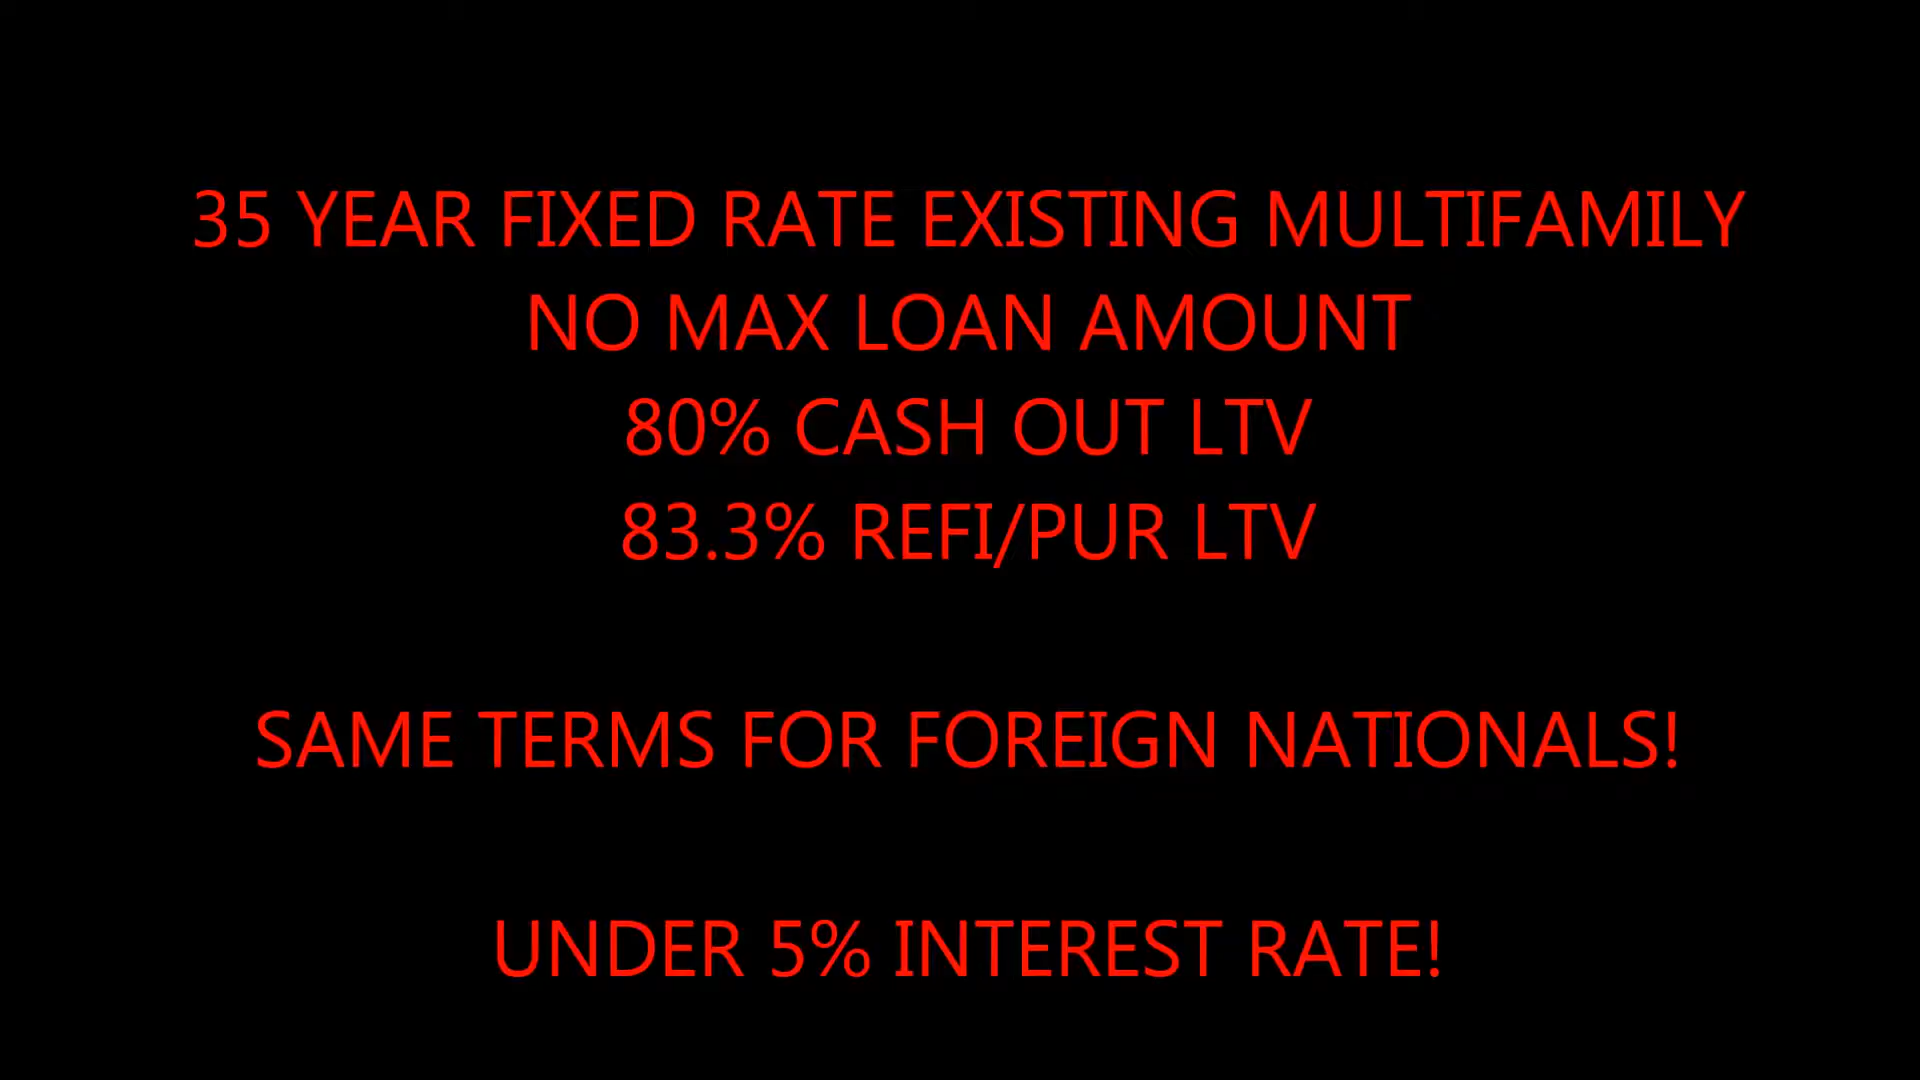 35 YEAR FIXED RATE EXISTING MULTIFAMILY
NO MAX LOAN AMOUNT
80% CASH OUT LTV
83.3% REFI/PUR LTV
SAME TERMS FOR FOREIGN NATIONALS!
UNDER 5% INTEREST RATE!